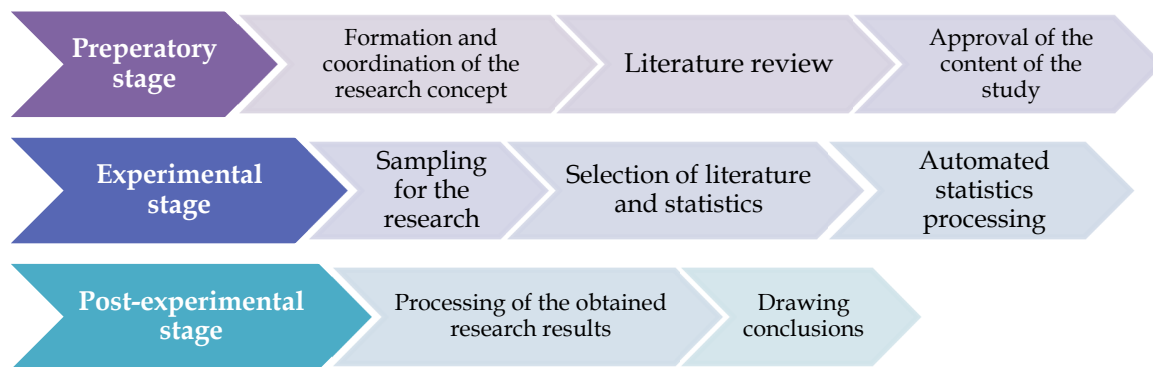 Preperatory
stage
Formation and
coordination of the
research concept
Literature review
Approval of the
content of the
study
Experimental
stage
Sampling
for the
research
Selection of literature
and statistics
Automated
statistics
processing
Post-experimental
stage
Processing of the obtained
research results
Drawing
conclusions